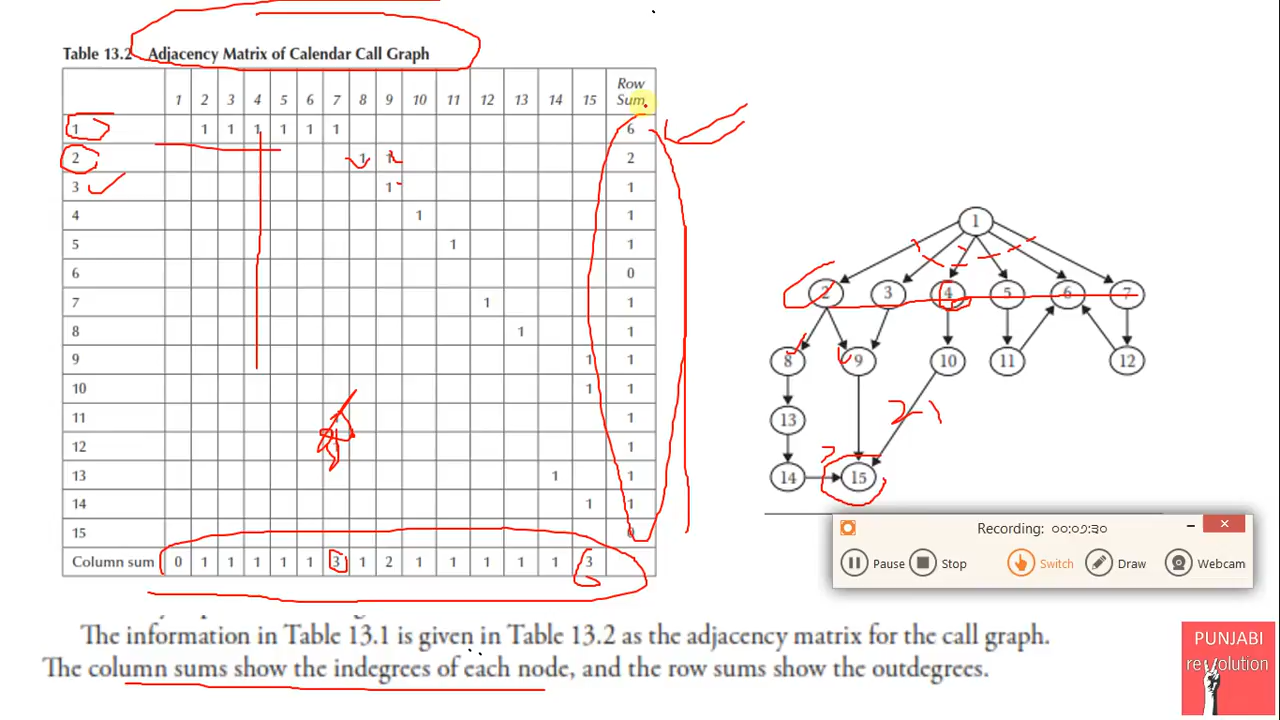 Table 13.2 Adjacency Matrix of Calendar Call Graph
1 2 3 4 5 6 7 8 9 10 11 12 13 14 15 Row Sum
1 1 1 1 1 1 1 6
2 1 1 2
3 1 1
4 1 1
5 1 1
6 0
7 1 1
8 1 1
9 1 1
10 1 1
11 1
12 1
13 1 1
14 1 1
15 0
Column sum 0 1 1 1 1 1 3 1 2 1 1 1 1 1 3
1
2 3 4 5 6 7
8 9 10 11 12
2-1
13
14 15
Recording: 00:09:30
Pause Stop Switch Draw Webcam
The information in Table 13.1 is given in Table 13.2 as the adjacency matrix for the call graph.
The column sums show the indegrees of each node, and the row sums show the outdegrees.
PUNJABI
revolution